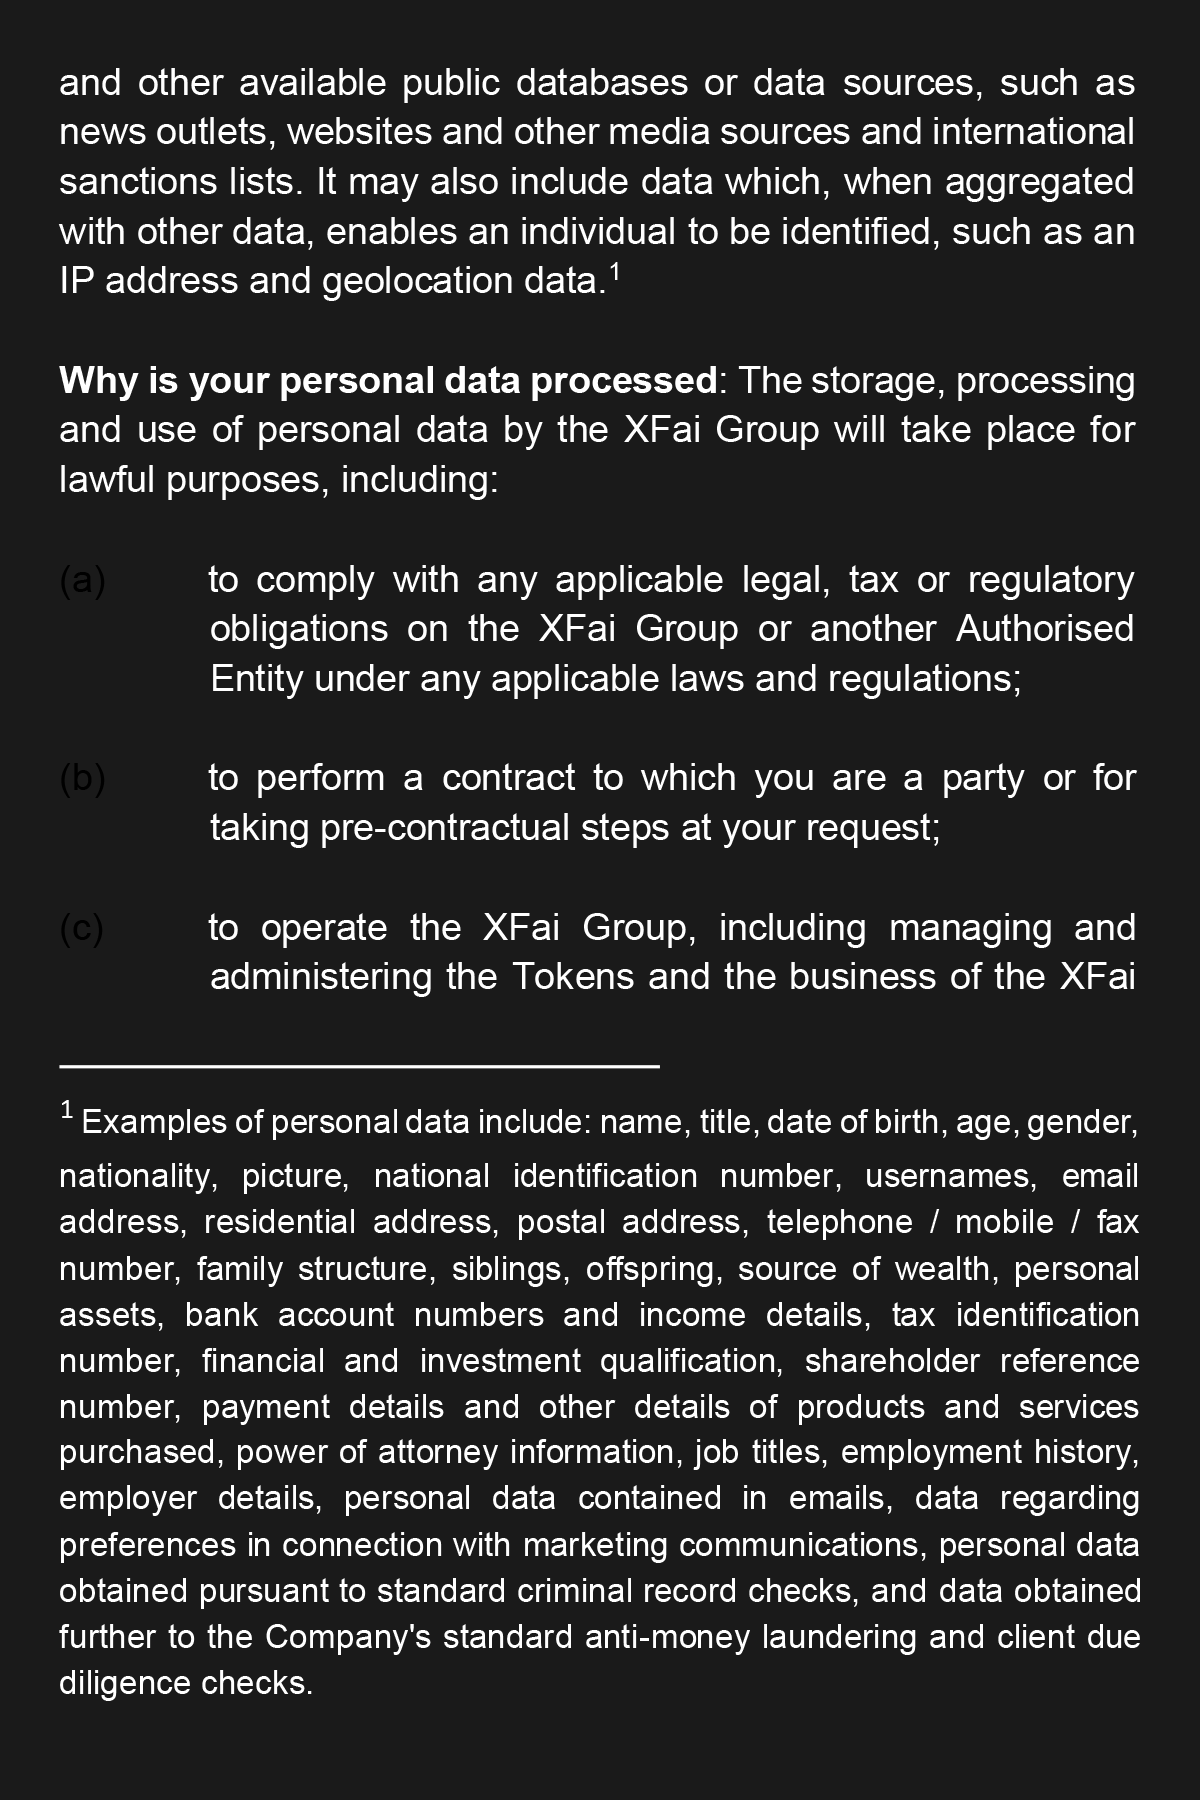 and other available public databases or data sources, such as
news outlets, websites and other media sources and international
sanctions lists. It may also include data which, when aggregated
with other data, enables an individual to be identified, such as an
IP address and geolocation data.1
Why is your personal data processed: The storage, processing
and use of personal data by the XFai Group will take place for
lawful purposes, including:
(a) to comply with any applicable legal, tax or regulatory
obligations on the XFai Group or another Authorised
Entity under any applicable laws and regulations;
(b) to perform a contract to which you are a party or for
taking pre-contractual steps at your request;
(c) to operate the XFai Group, including managing and
administering the Tokens and the business of the XFai
1 Examples of personal data include: name, title, date of birth, age, gender,
nationality, picture, national identification number, usernames, email
address, residential address, postal address, telephone / mobile / fax
number, family structure, siblings, offspring, source of wealth, personal
assets, bank account numbers and income details, tax identification
number, financial and investment qualification, shareholder reference
number, payment details and other details of products and services
purchased, power of attorney information, job titles, employment history,
employer details, personal data contained in emails, data regarding
preferences in connection with marketing communications, personal data
obtained pursuant to standard criminal record checks, and data obtained
further to the Company's standard anti-money laundering and client due
diligence checks.